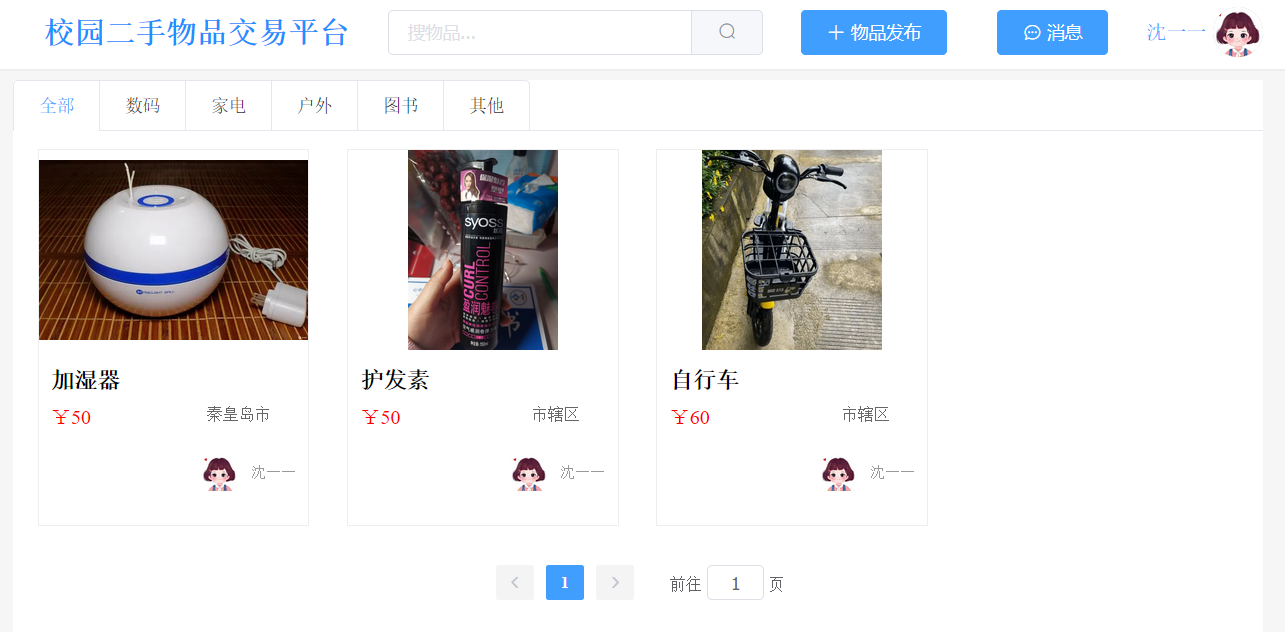 校园二手物品交易平台
搜物品...
物品发布
消息
沈一一
全部 数码 家电 户外 图书 其他
syoss
CURL
CONTROL
盈润魅
加湿器
￥50 秦皇岛市
沈一一
护发素
￥50 市辖区
沈一一
自行车
￥60 市辖区
沈一一
1
前往 1 页